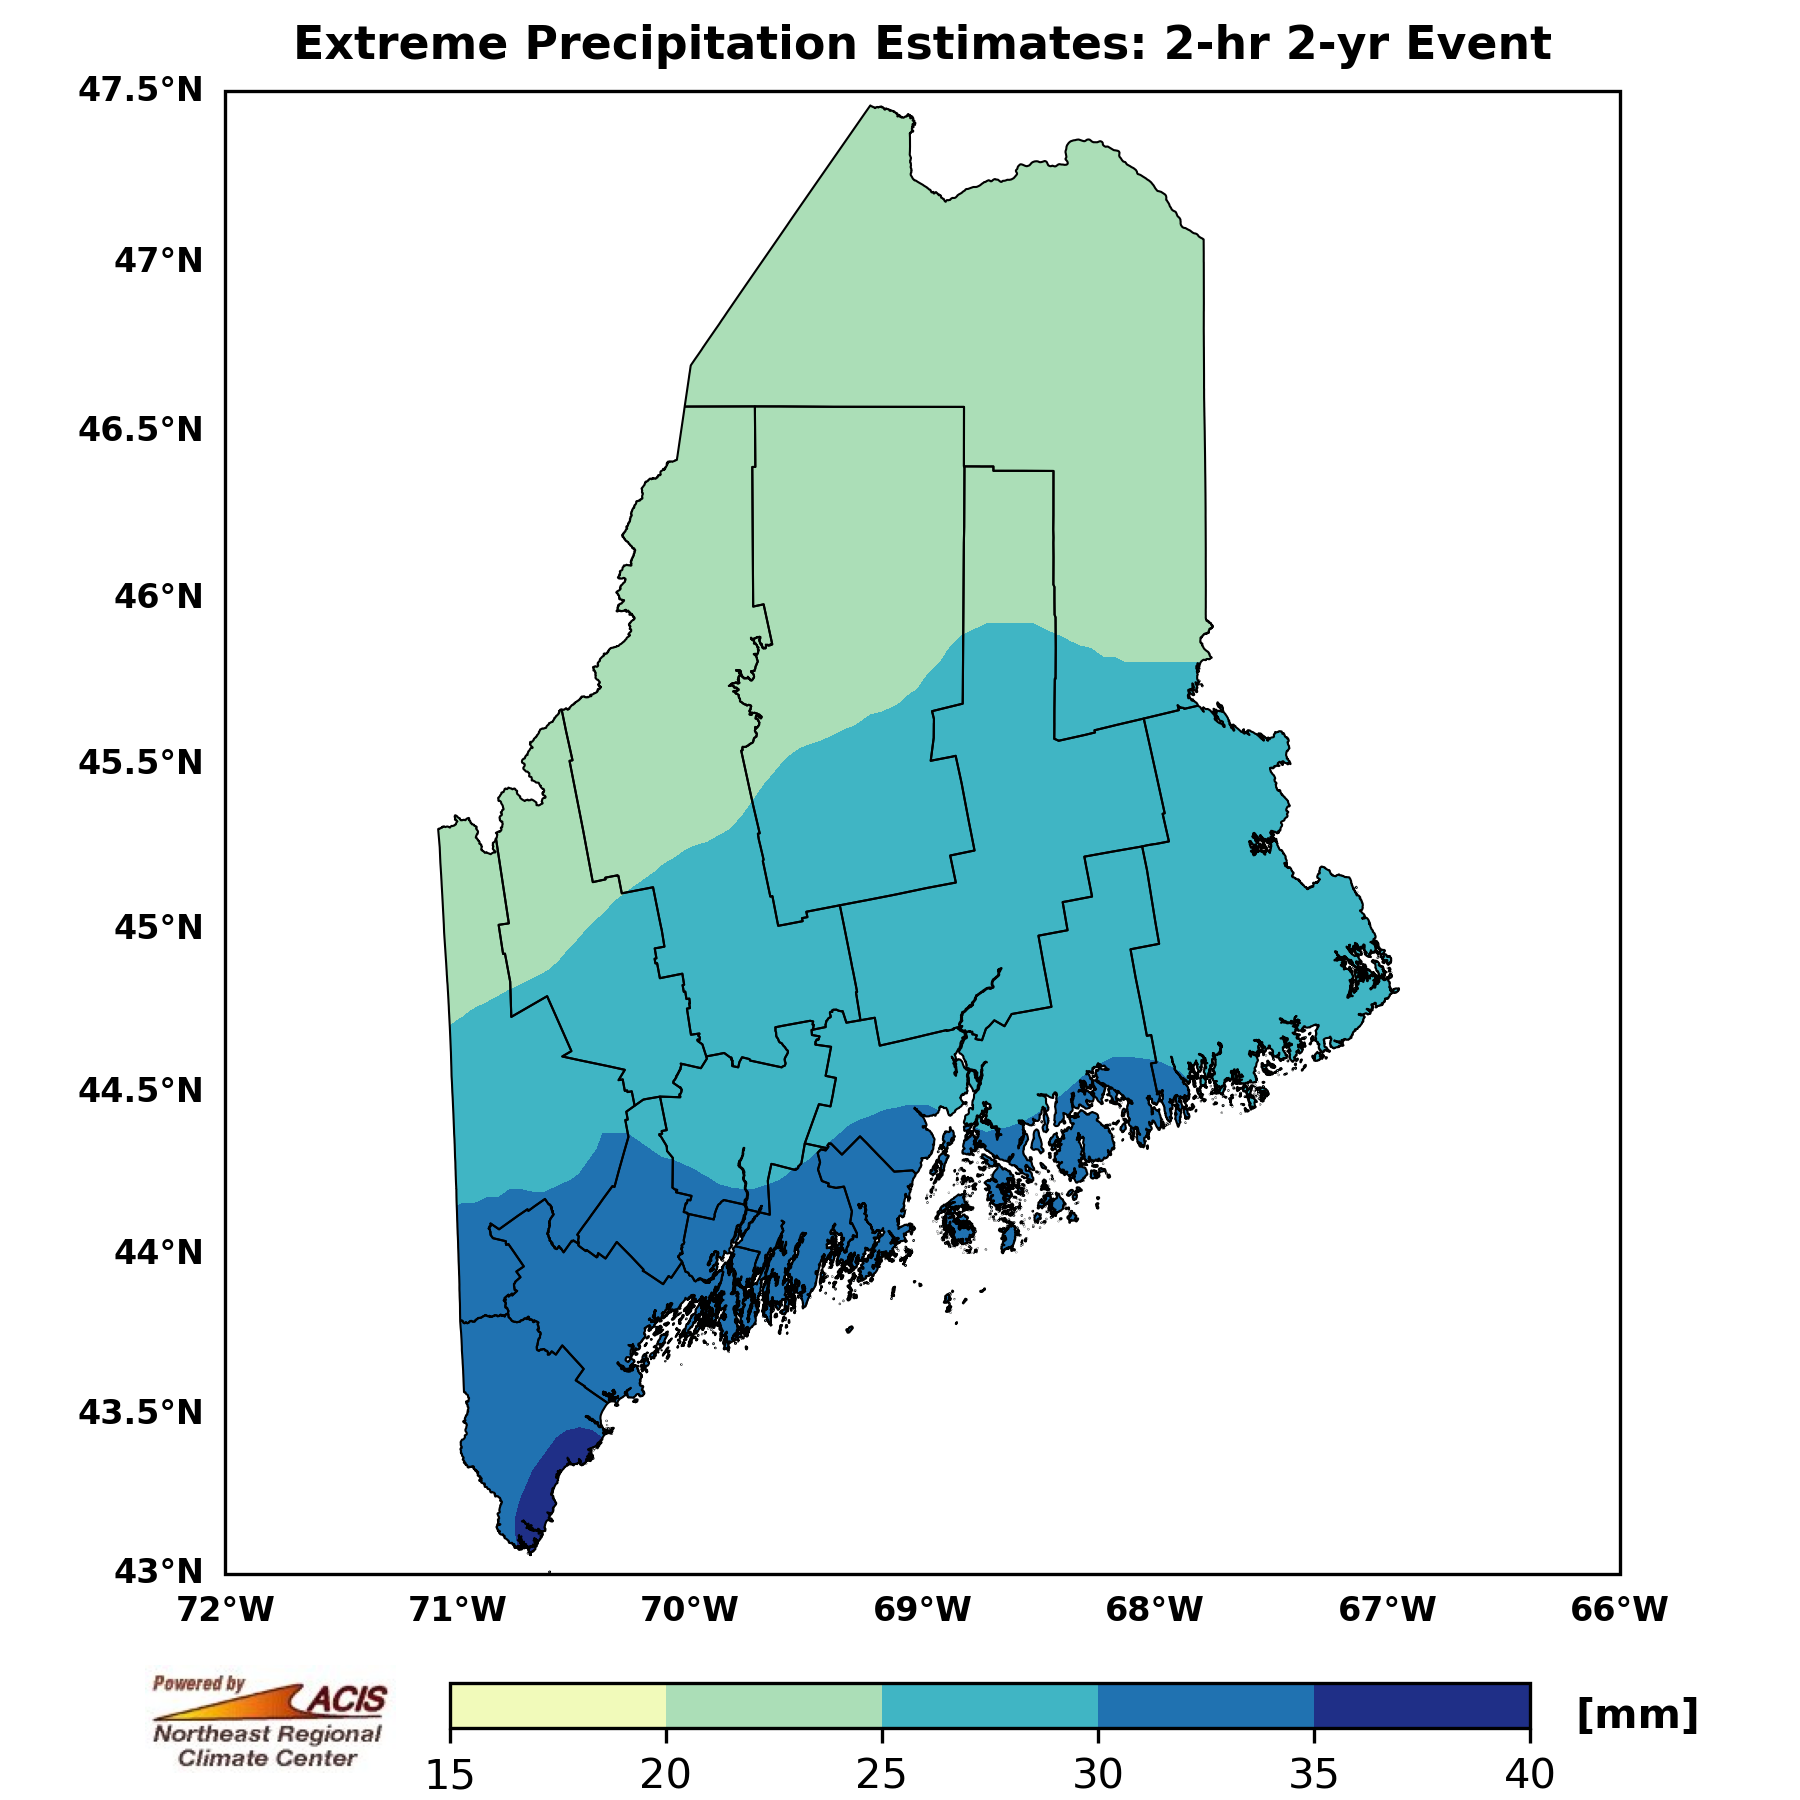 Extreme Precipitation Estimates: 2-hr 2-yr Event
47.5°N
47°N
46.5°N
46°N
45.5°N
45°N
44.5°N
44°N
43.5°N
43°N
72°W 71°W 70°W 69°W 68°W 67°W 66°W
Powered by
ACIS
Northeast Regional
Climate Center
[mm]
15 20 25 30 35 40